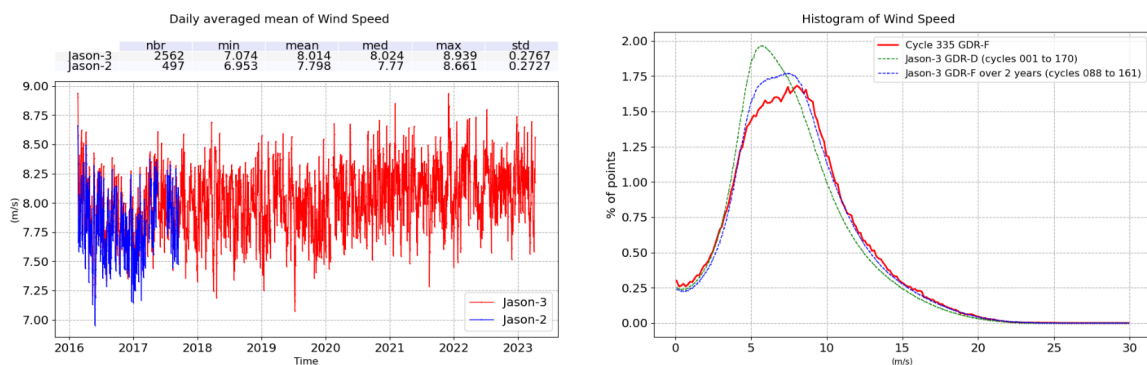 Daily averaged mean of Wind Speed
nbr min mean med max std
Jason-3 2562 7.074 8.014 8.024 8.939 0.2767
Jason-2 497 6.953 7.798 7.77 8.661 0.2727
9.00
8.75
8.50
8.25
8.00
7.75
7.50
7.25
7.00
(m/s)
Jason-3
Jason-2
2016 2017 2018 2019 2020 2021 2022 2023
Time
Histogram of Wind Speed
Cycle 335 GDR-F
Jason-3 GDR-D (cycles 001 to 170)
Jason-3 GDR-F over 2 years (cycles 088 to 161)
2.00
1.75
1.50
1.25
1.00
0.75
0.50
0.25
0.00
% of points
0 5 10 15 20 25 30
(m/s)